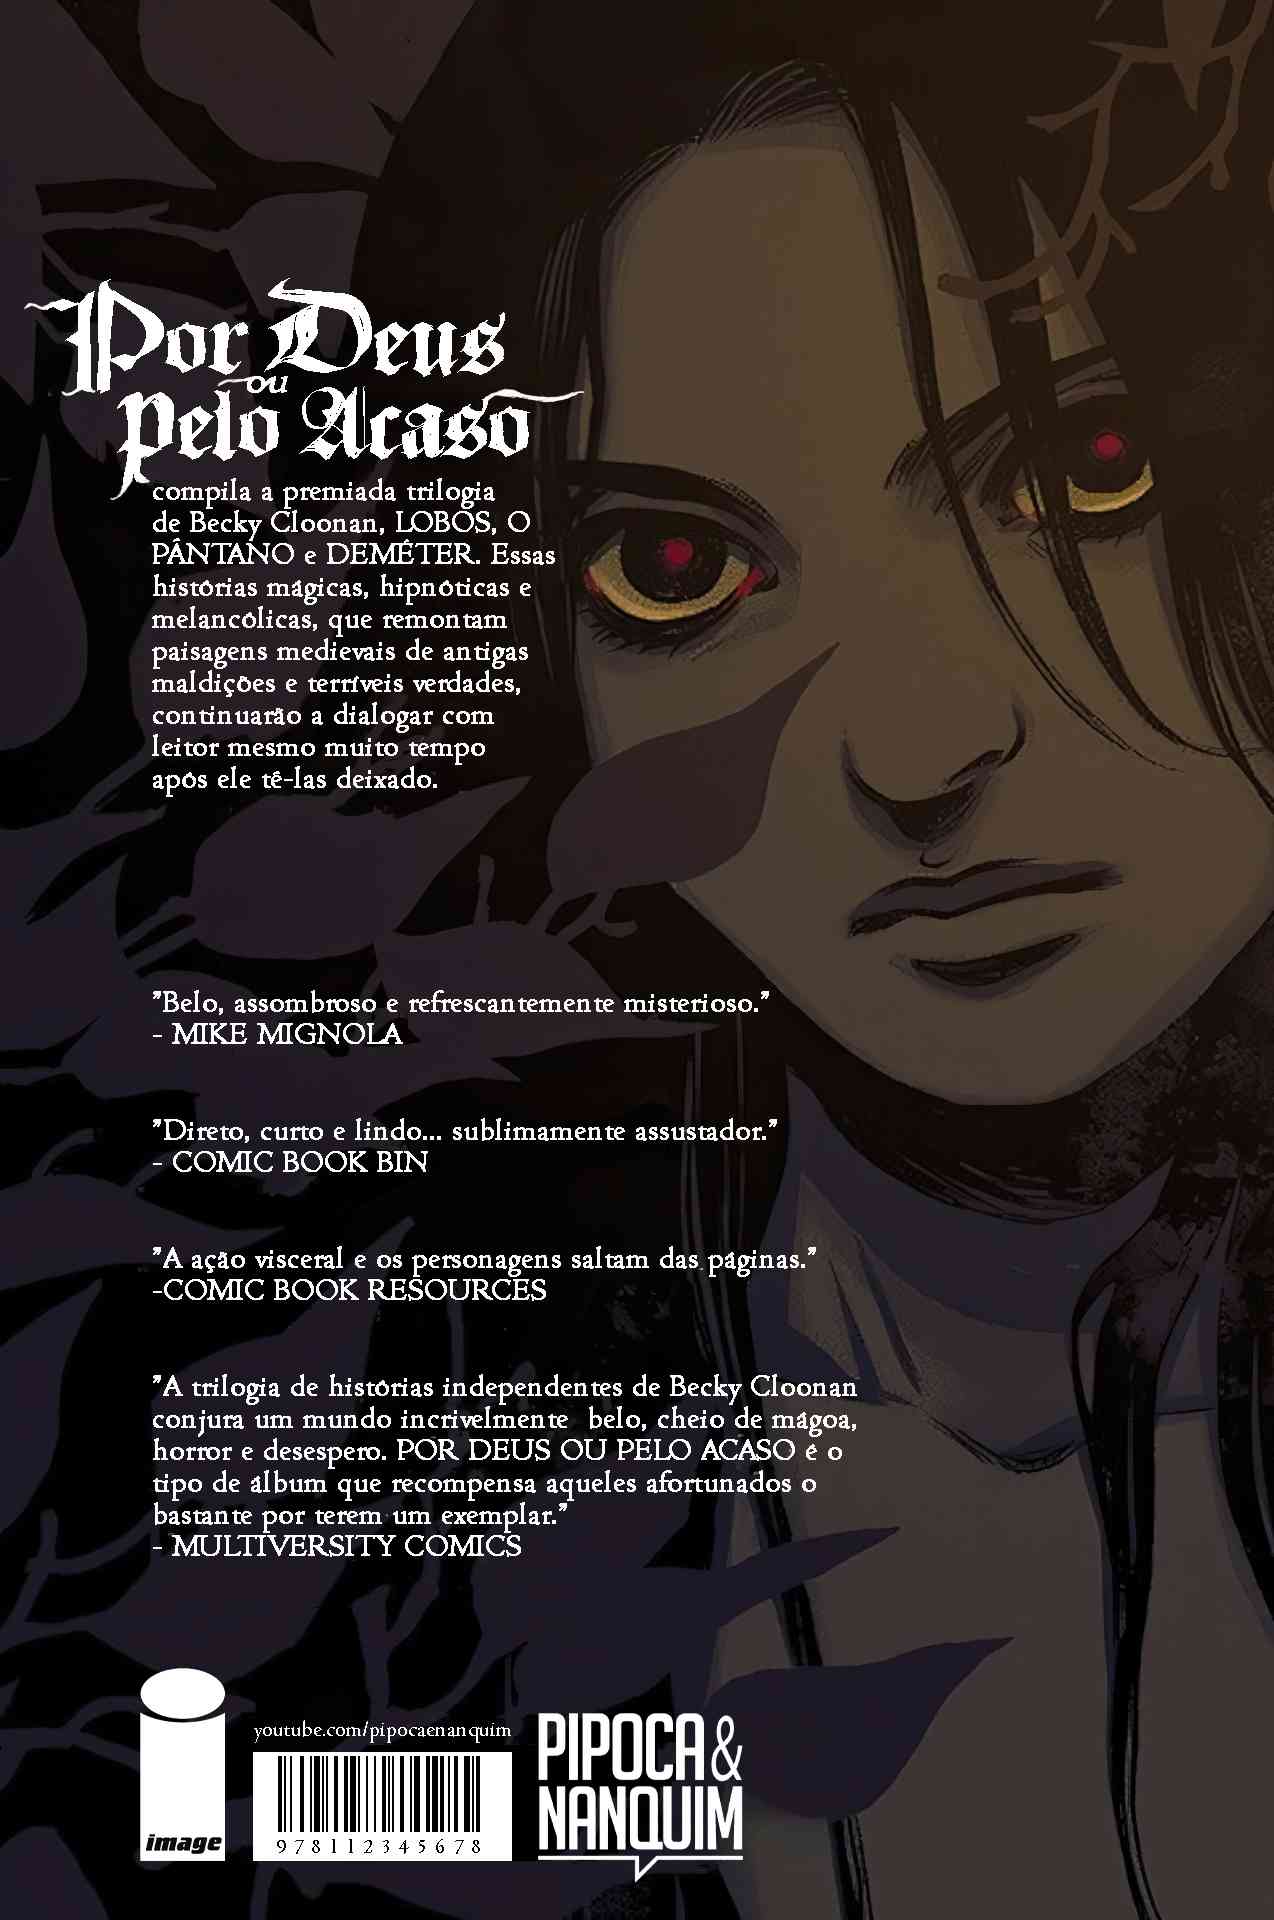 Por Deus
ou
pelo Acaso
compila a premiada trilogia
de Becky Cloonan, LOBOS, O
PÂNTANO e DEMÉTER. Essas
histórias mágicas, hipnóticas e
melancólicas, que remontam
paisagens medievais de antigas
maldições e terríveis verdades,
continuarão a dialogar com
leitor mesmo muito tempo
após ele tê-las deixado.
"Belo, assombroso e refrescantemente misterioso."
- MIKE MIGNOLA
"Direto, curto e lindo... sublimamente assustador."
- COMIC BOOK BIN
"A ação visceral e os personagens saltam das páginas."
-COMIC BOOK RESOURCES
"A trilogia de histórias independentes de Becky Cloonan
conjura um mundo incrivelmente belo, cheio de mágoa,
horror e desespero. POR DEUS OU PELO ACASO é o
tipo de álbum que recompensa aqueles afortunados o
bastante por terem um exemplar."
- MULTIVERSITY COMICS
image
youtube.com/pipocaenanquim
9781112345678
PIPOCA &
NANQUIM